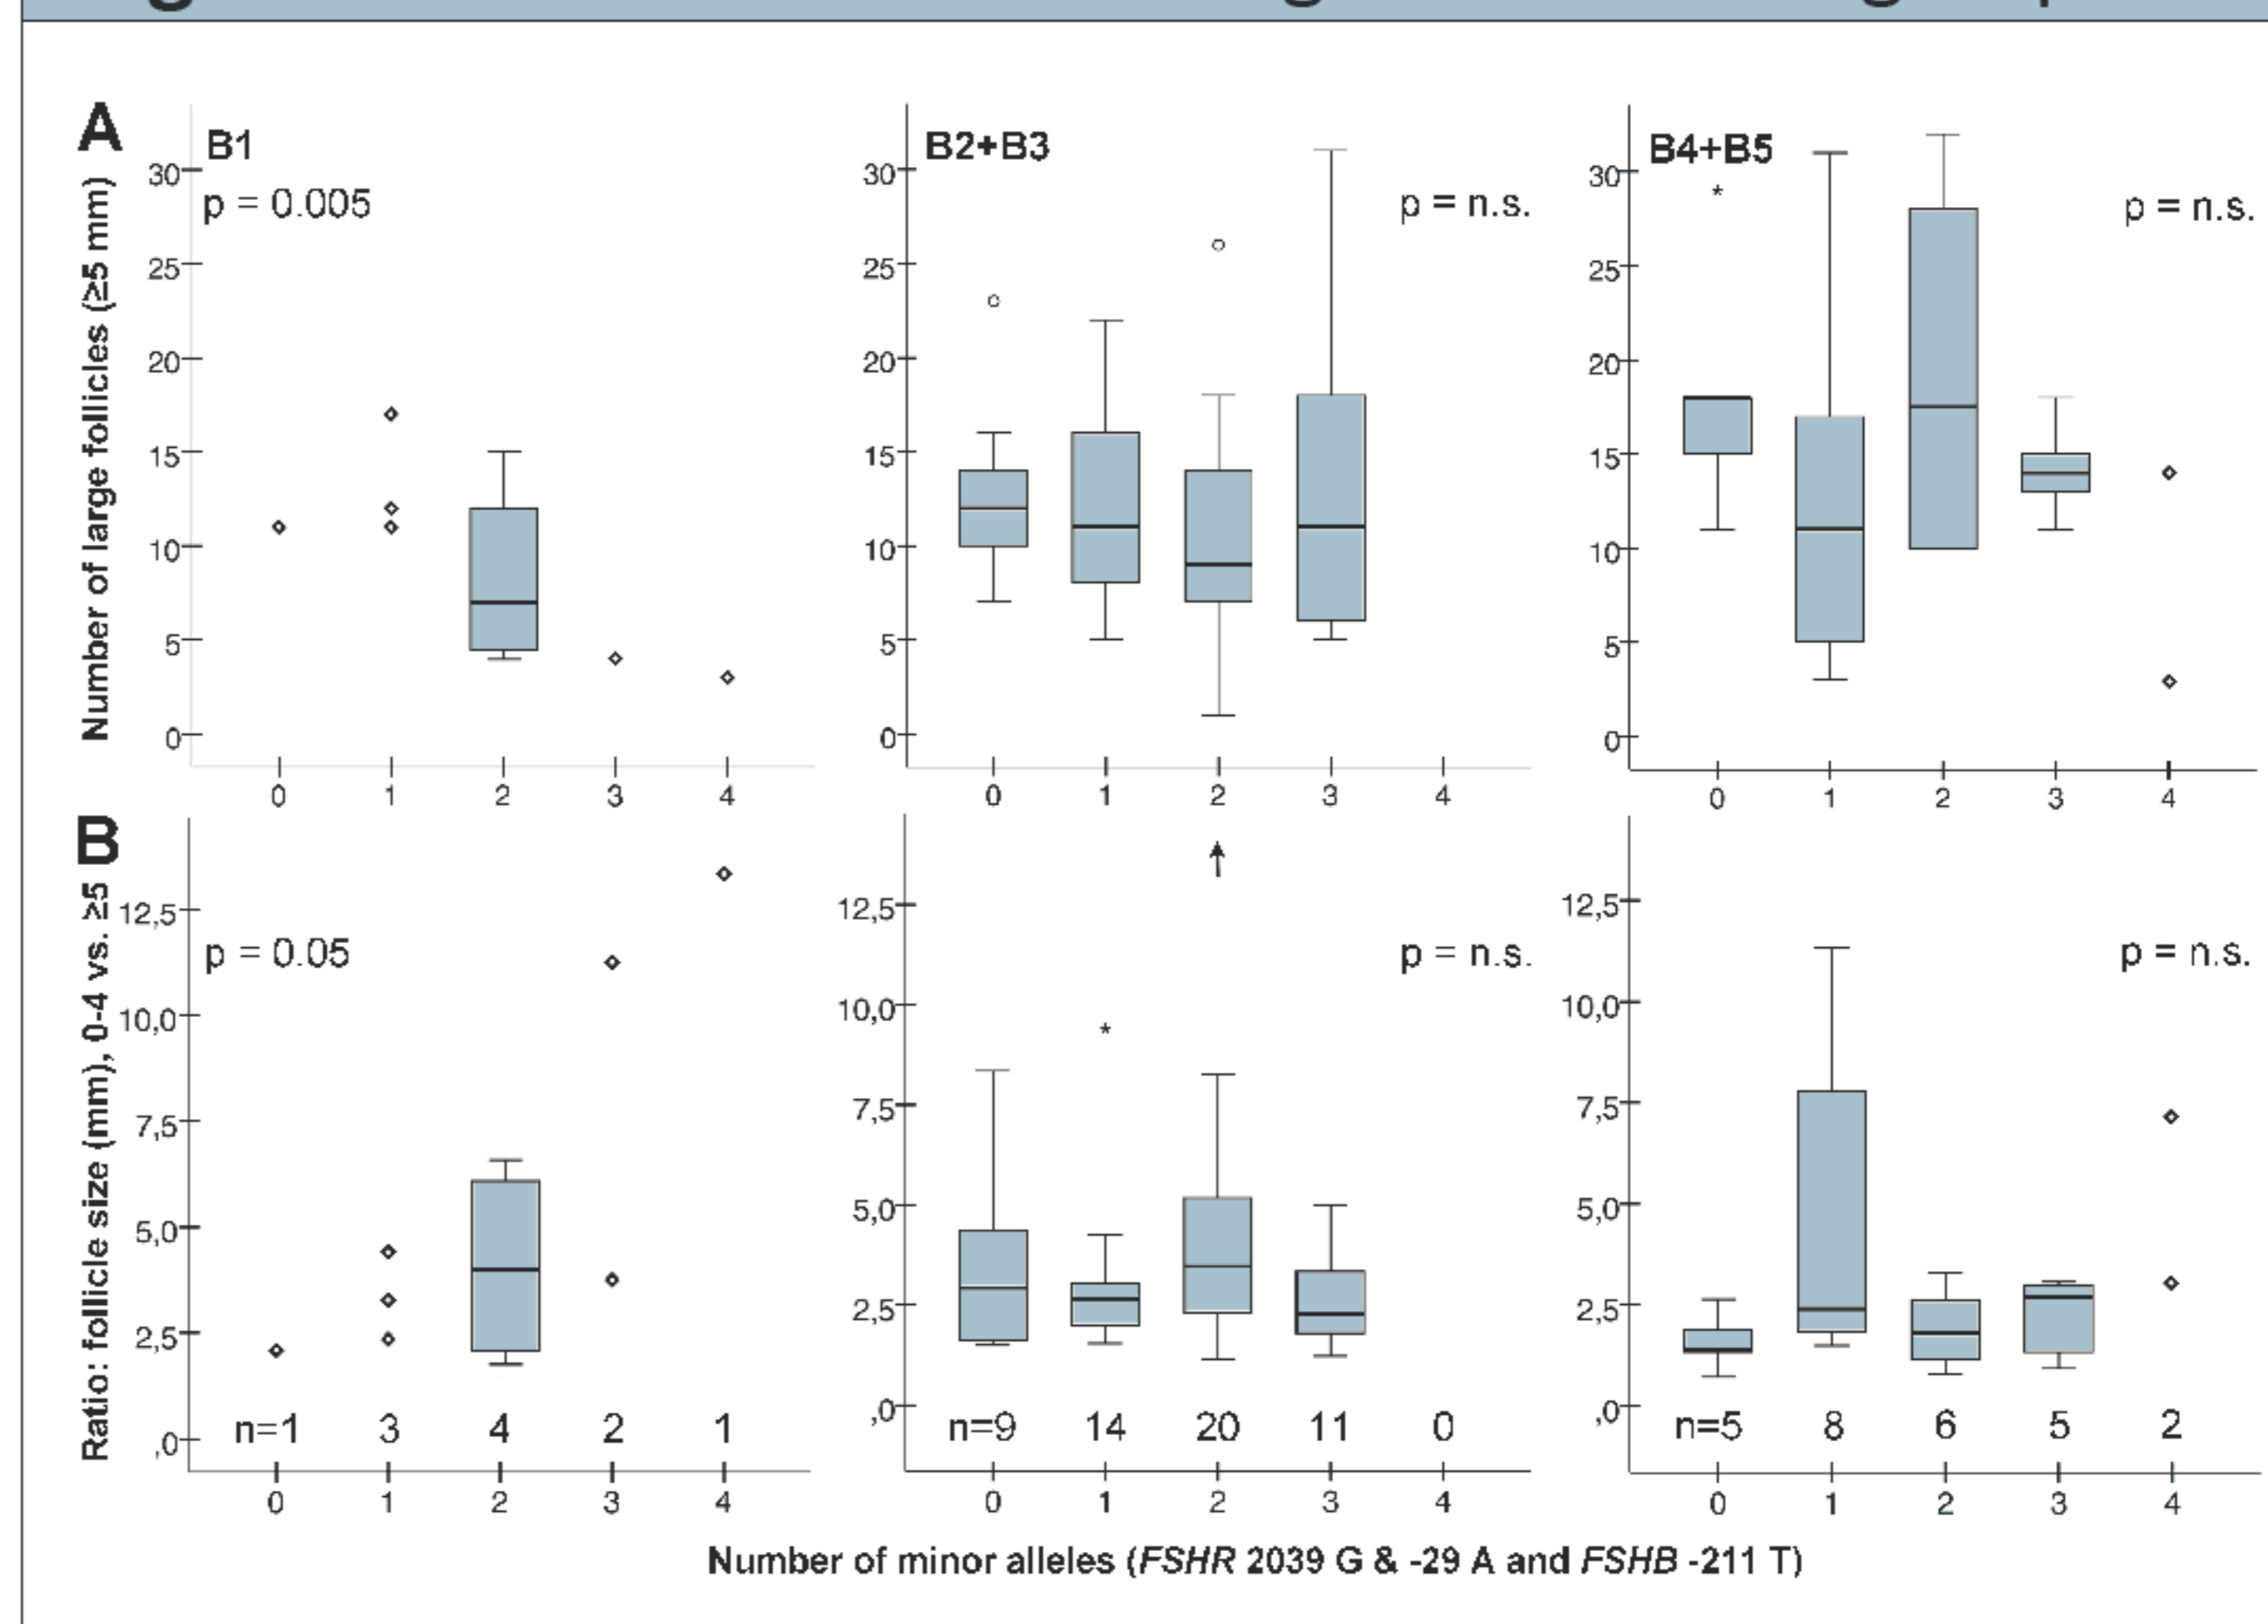 A
B1
p = 0.005
Number of large follicles (≥5 mm)
30
25
20
15
10
5
0
0 1 2 3 4
B2+B3
p = n.s.
30
25
20
15
10
5
0
0 1 2 3 4
B4+B5
p = n.s.
30
25
20
15
10
5
0
0 1 2 3 4
B
p = 0.05
Ratio: follicle size (mm), 0-4 vs. ≥5
12,5
10,0
7,5
5,0
2,5
,0
n=1 3 4 2 1
0 1 2 3 4
p = n.s.
12,5
10,0
7,5
5,0
2,5
,0
n=9 14 20 11 0
0 1 2 3 4
p = n.s.
12,5
10,0
7,5
5,0
2,5
,0
n=5 8 6 5 2
0 1 2 3 4
Number of minor alleles (FSHR 2039 G & -29 A and FSHB -211 T)